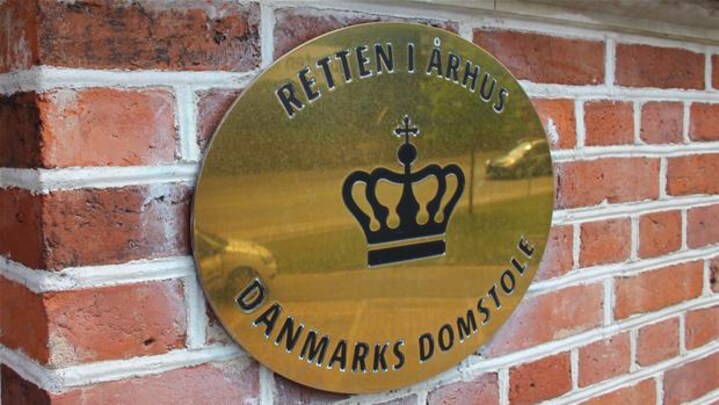 RETTEN I ÅRHUS
DANMARKS DOMSTOLE